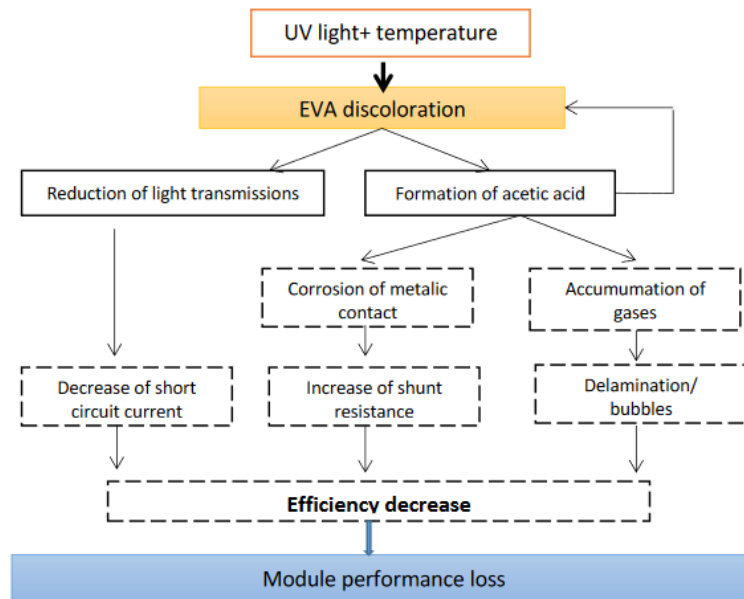 UV light+ temperature
EVA discoloration
Reduction of light transmissions
Formation of acetic acid
Corrosion of metalic
contact
Accumumation of
gases
Decrease of short
circuit current
Increase of shunt
resistance
Delamination/
bubbles
Efficiency decrease
Module performance loss